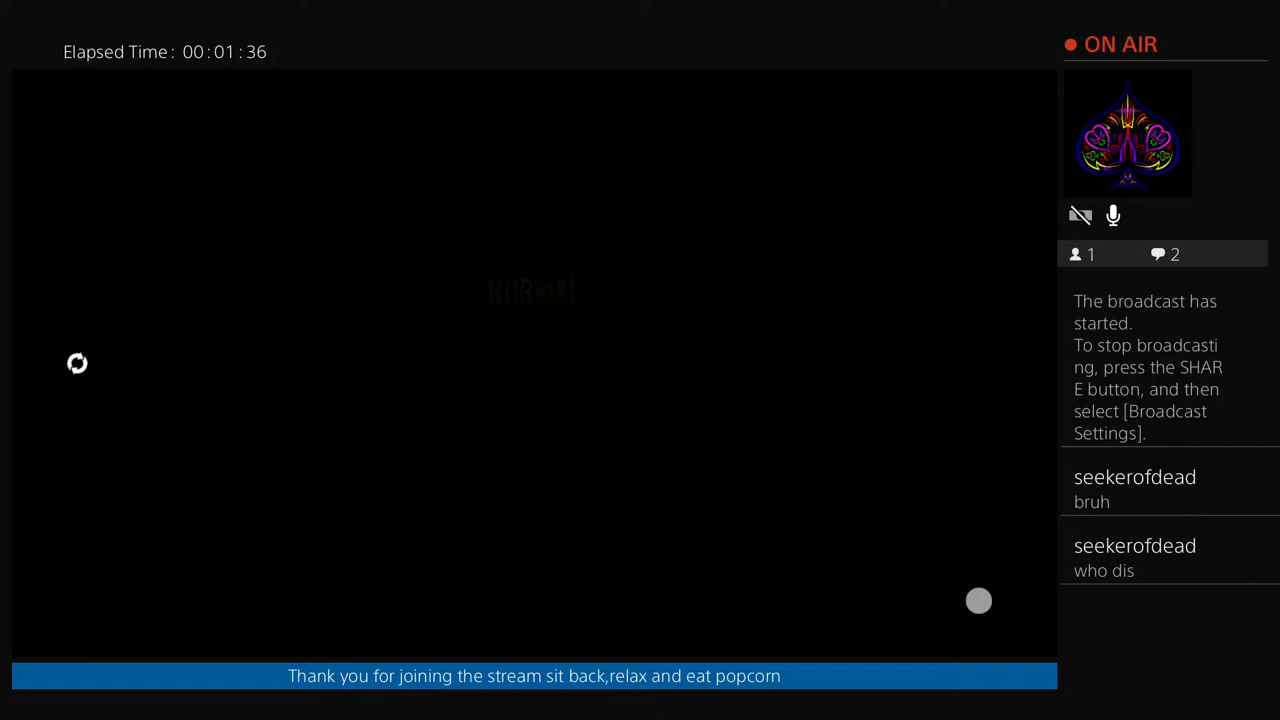 Elapsed Time: 00:01:36
ON AIR
NORMAL
1
2
The broadcast has
started.
To stop broadcasti
ng, press the SHAR
E button, and then
select [Broadcast
Settings].
seekerofdead
bruh
seekerofdead
who dis
Thank you for joining the stream sit back,relax and eat popcorn